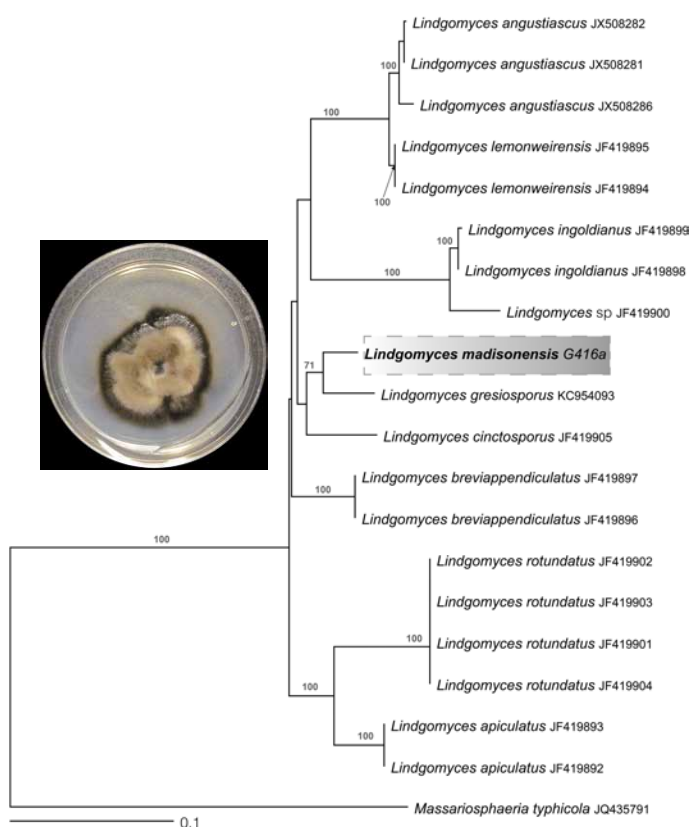 Lindgomyces angustiascus JX508282
Lindgomyces angustiascus JX508281
100
Lindgomyces angustiascus JX508286
100
Lindgomyces lemonweirensis JF419895
Lindgomyces lemonweirensis JF419894
100
Lindgomyces ingoldianus JF419899
100
Lindgomyces ingoldianus JF419898
100
Lindgomyces sp JF419900
Lindgomyces madisonensis G416a
71
Lindgomyces gresiosporus KC954093
Lindgomyces cinctosporus JF419905
Lindgomyces breviappendiculatus JF419897
100
Lindgomyces breviappendiculatus JF419896
100
Lindgomyces rotundatus JF419902
Lindgomyces rotundatus JF419903
100
Lindgomyces rotundatus JF419901
Lindgomyces rotundatus JF419904
100
Lindgomyces apiculatus JF419893
100
Lindgomyces apiculatus JF419892
Massariosphaeria typhicola JQ435791
0.1